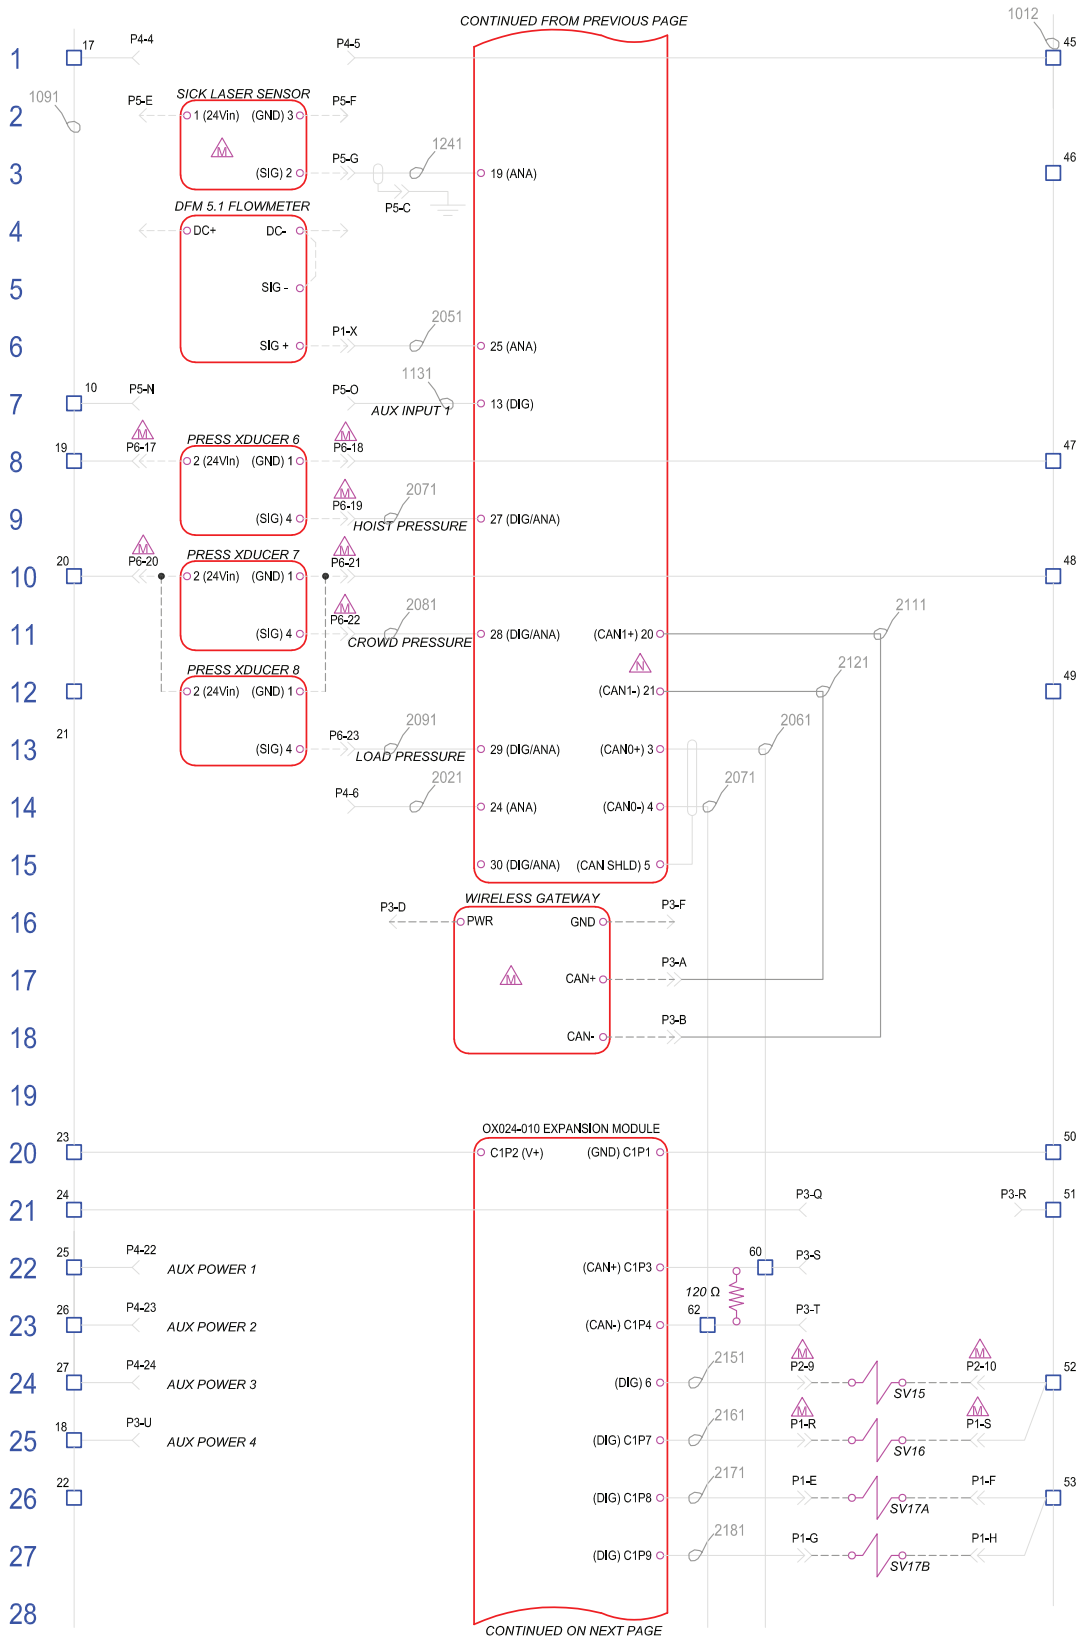 CONTINUED FROM PREVIOUS PAGE
1012
1 17 P4-4 P4-5 45
1091
SICK LASER SENSOR
2 P5-E 1 (24Vin) (GND) 3 P5-F
M
1241
46
3 (SIG) 2 P5-G 19 (ANA)
P5-C
DFM 5.1 FLOWMETER
4 DC+ DC-
5 SIG -
2051
6 SIG + P1-X 25 (ANA)
1131
7 10 P5-N P5-O AUX INPUT 1 13 (DIG)
M M
PRESS XDUCER 6
8 19 P6-17 2 (24Vin) (GND) 1 P6-18 47
M 2071
9 (SIG) 4 P6-19 HOIST PRESSURE 27 (DIG/ANA)
M M
PRESS XDUCER 7
10 20 P6-20 2 (24Vin) (GND) 1 P6-21 48
M 2081 2111
11 (SIG) 4 P6-22 CROWD PRESSURE 28 (DIG/ANA) (CAN1+) 20
N 2121
PRESS XDUCER 8
12 2 (24Vin) (GND) 1 (CAN1-) 21 49
2091 2061
13 21 (SIG) 4 P6-23 LOAD PRESSURE 29 (DIG/ANA) (CAN0+) 3
2021 2071
14 P4-6 24 (ANA) (CAN0-) 4
15 30 (DIG/ANA) (CAN SHLD) 5
WIRELESS GATEWAY
16 P3-D PWR GND P3-F
17 M CAN+ P3-A
18 CAN- P3-B
19
OX024-010 EXPANSION MODULE
20 23 C1P2 (V+) (GND) C1P1 50
21 24 P3-Q P3-R 51
22 25 P4-22 AUX POWER 1 (CAN+) C1P3 60 P3-S
120 Ω
23 26 P4-23 AUX POWER 2 (CAN-) C1P4 62 P3-T
2151 M M
24 27 P4-24 AUX POWER 3 (DIG) 6 P2-9 SV15 P2-10 52
2161 M M
25 18 P3-U AUX POWER 4 (DIG) C1P7 P1-R SV16 P1-S
2171
26 22 (DIG) C1P8 P1-E SV17A P1-F 53
2181
27 (DIG) C1P9 P1-G SV17B P1-H
28
CONTINUED ON NEXT PAGE